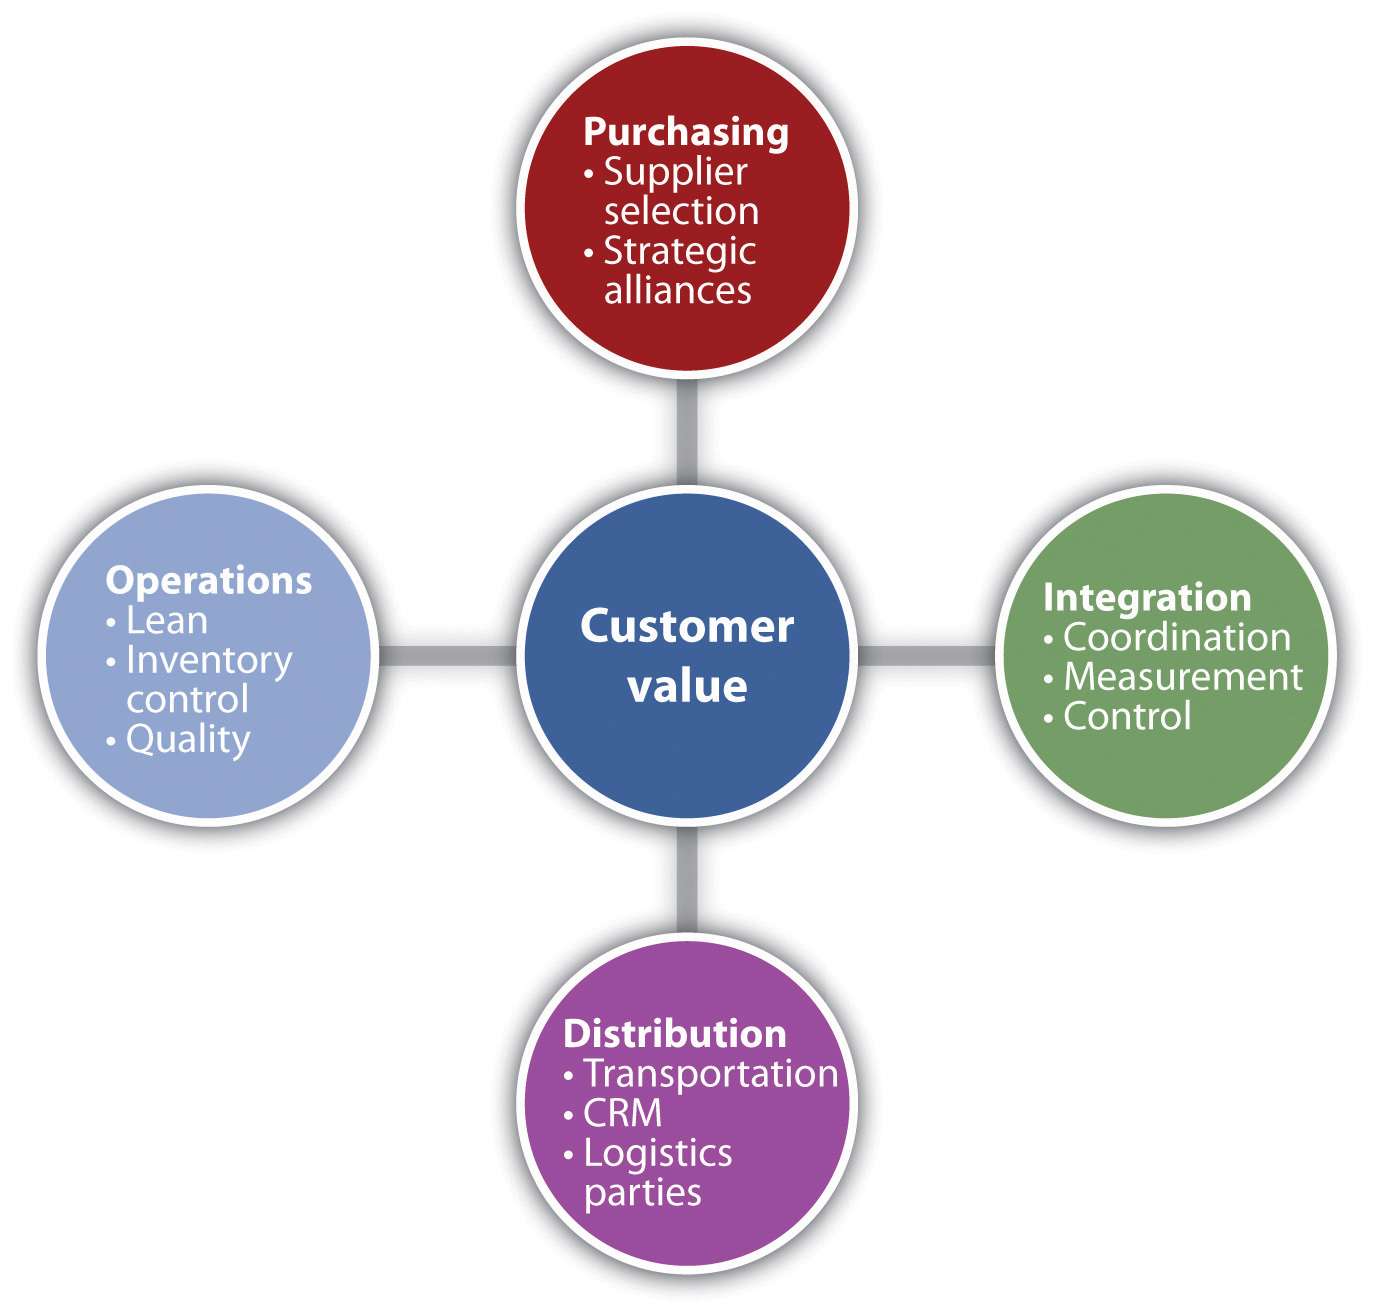 Purchasing
• Supplier
selection
• Strategic
alliances
Operations
• Lean
• Inventory
control
• Quality
Customer
value
Integration
• Coordination
• Measurement
• Control
Distribution
• Transportation
• CRM
• Logistics
parties